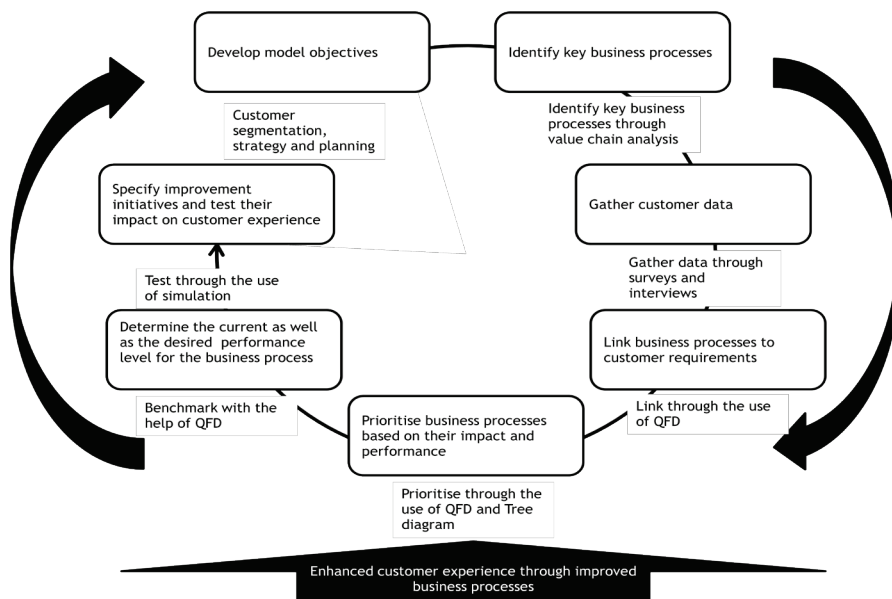 Develop model objectives
Identify key business processes
Customer
segmentation,
strategy and planning
Identify key business
processes through
value chain analysis
Specify improvement
initiatives and test their
impact on customer experience
Gather customer data
Test through the use
of simulation
Gather data through
surveys and
interviews
Determine the current as well
as the desired performance
level for the business process
Link business processes to
customer requirements
Benchmark with the
help of QFD
Prioritise business processes
based on their impact and
performance
Link through the use
of QFD
Prioritise through the
use of QFD and Tree
diagram
Enhanced customer experience through improved
business processes